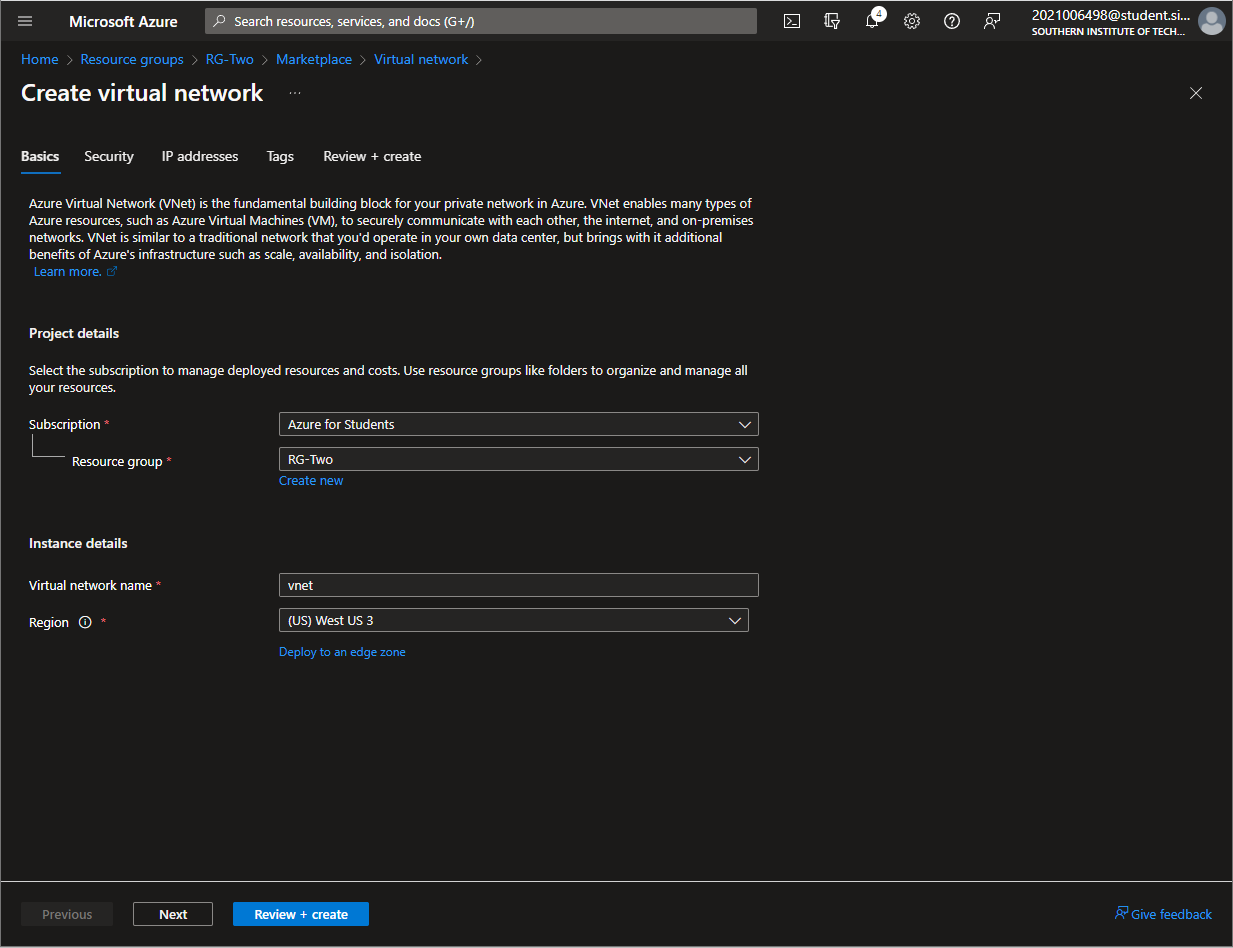 Microsoft Azure
Search resources, services, and docs (G+/)
4
2021006498@student.si...
SOUTHERN INSTITUTE OF TECH...
Home > Resource groups > RG-Two > Marketplace > Virtual network >
Create virtual network ...
Basics Security IP addresses Tags Review + create
Azure Virtual Network (VNet) is the fundamental building block for your private network in Azure. VNet enables many types of
Azure resources, such as Azure Virtual Machines (VM), to securely communicate with each other, the internet, and on-premises
networks. VNet is similar to a traditional network that you'd operate in your own data center, but brings with it additional
benefits of Azure's infrastructure such as scale, availability, and isolation.
Learn more.
Project details
Select the subscription to manage deployed resources and costs. Use resource groups like folders to organize and manage all
your resources.
Subscription * Azure for Students
Resource group * RG-Two
Create new
Instance details
Virtual network name * vnet
Region * (US) West US 3
Deploy to an edge zone
Previous Next Review + create Give feedback